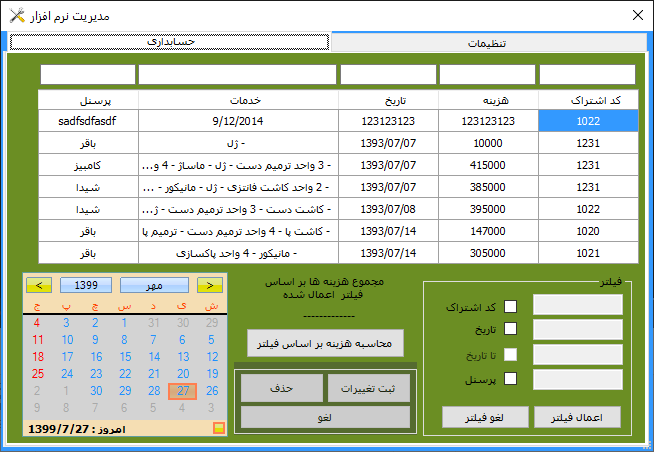 مدیریت نرم افزار
حسابداری
تنظیمات
کد اشتراک هزینه تاریخ خدمات پرسنل
1022 123123123 123123123 9/12/2014 sadfsdfasdf
1231 10000 1393/07/07 - ژل باقر
1231 415000 1393/07/07 - 3 واحد ترمیم دست - ژل - ماساژ - 4 و... کامبیز
1231 385000 1393/07/07 - 2 واحد کاشت فانتزی - ژل - مانیکور - ... شیدا
1022 395000 1393/07/08 - کاشت دست - 3 واحد ترمیم دست - ژ... شیدا
1020 147000 1393/07/14 - کاشت پا - 4 واحد ترمیم دست - ترمیم پا باقر
1021 305000 1393/07/14 - مانیکور - 4 واحد پاکسازی باقر
فیلتر
کد اشتراک
تاریخ
تا تاریخ
پرسنل
اعمال فیلتر
لغو فیلتر
مجموع هزینه ها بر اساس
فیلتر اعمال شده
-------------
محاسبه هزینه بر اساس فیلتر
ثبت تغییرات
حذف
لغو
< 1399 مهر >
ش ی د س چ پ ج
29 30 31 1 2 3 4
5 6 7 8 9 10 11
12 13 14 15 16 17 18
19 20 21 22 23 24 25
26 27 28 29 30 1 2
3 4 5 6 7 8 9
امروز : 1399/7/27